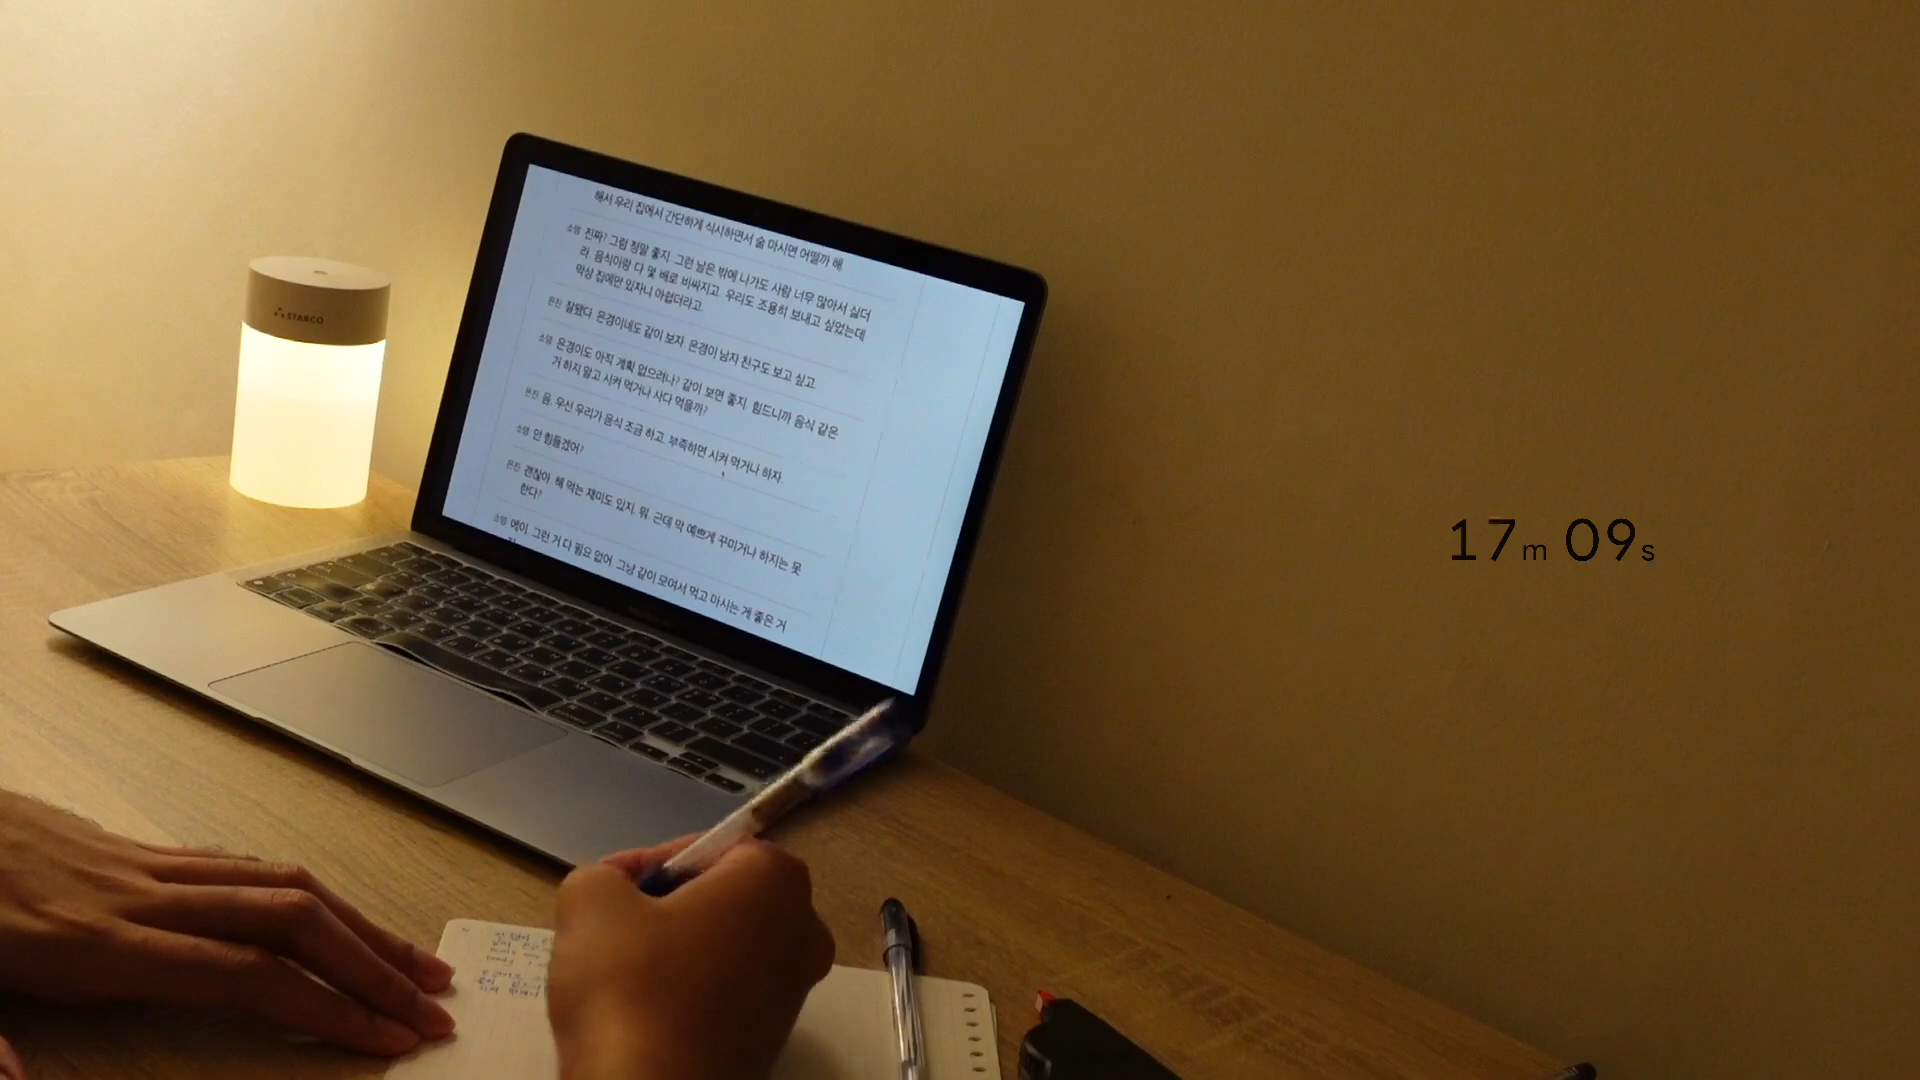 STARCO
해서 우리 집에서 간단하게 식사하면서 술 마시면 어떨까 해.
소영 진짜? 그럼 정말 좋지. 그런 날은 밖에 나가도 사람 너무 많아서 싫더
라. 음식이랑 다 몇 배로 비싸지고. 우리도 조용히 보내고 싶었는데
막상 집에만 있자니 아쉽더라고.
은진 잘됐다. 은경이네도 같이 보자. 은경이 남자 친구도 보고 싶고.
소영 은경이도 아직 계획 없으려나? 같이 보면 좋지. 힘드니까 음식 같은
거 하지 말고 시켜 먹거나 사다 먹을까?
은진 음, 우선 우리가 음식 조금 하고, 부족하면 시켜 먹거나 하자.
소영 안 힘들겠어?
은진 괜찮아. 해 먹는 재미도 있지, 뭐. 근데 막 예쁘게 꾸미거나 하지는 못
한다?
소영 에이, 그런 거 다 필요 없어. 그냥 같이 모여서 먹고 마시는 게 좋은 거
17m 09s